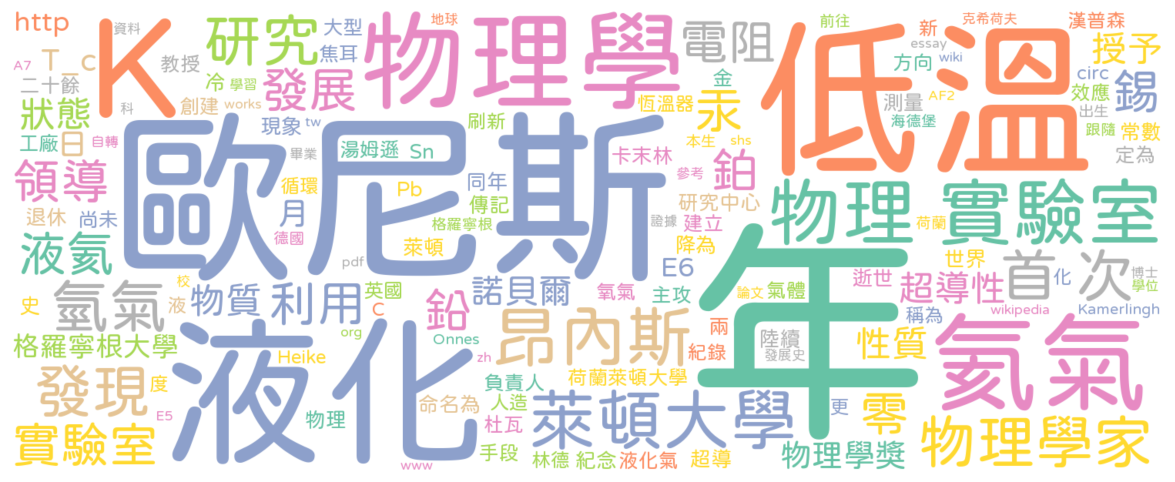 http
K
研究
大型
地球
物理學
電阻
前往
新
克希荷夫
漢普森
授予
資料
T_c
教授
焦耳
冷
學習
essay
wiki
方向
circ
錫
A7
二十餘
科
發展
金
恆溫器
汞
低溫
測量
AF2
效應
出生
狀態
創建
works
現象
tw
刷新
本生
shs
海德堡
跟隨
常數
定為
工廠
日
自轉
畢業
湯姆遜
Sn
卡末林
參考
鉑
領導
歐尼斯
循環
Pb
同年
傳記
研究中心
物理
實驗室
退休
尚未
月
德國
萊頓
格羅寧根
證據
建立
降為
荷蘭
液氦
pdf
E6
年
世界
首次
化
博士
學位
史
氫氣
校
液
物質
利用
英國
C
鉛
諾貝爾
氧氣
主攻
論文
氣體
逝世
超導性
稱為
wikipedia
Kamerlingh
格羅寧根大學
Heike
org
Onnes
zh
昂內斯
兩
紀錄
陸續
發展史
性質
氦氣
發現
度
E5
液化
物理
負責人
人造
命名為
杜瓦
荷蘭萊頓大學
萊頓大學
更
零
實驗室
www
手段
林德
紀念
液化氣
超導
物理學獎
物理學家